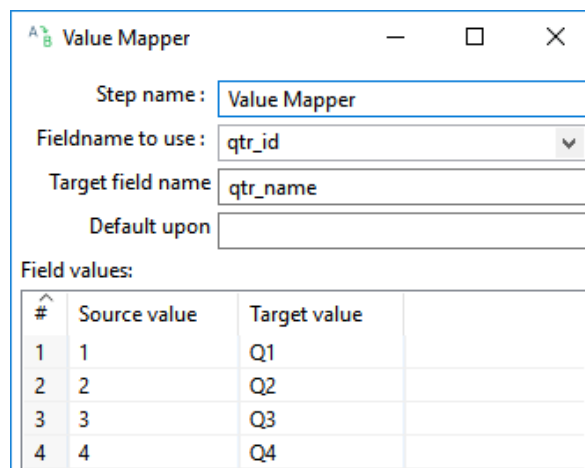 Value Mapper
Step name : Value Mapper
Fieldname to use : qtr_id
Target field name qtr_name
Default upon
Field values:
# Source value Target value
1 1 Q1
2 2 Q2
3 3 Q3
4 4 Q4